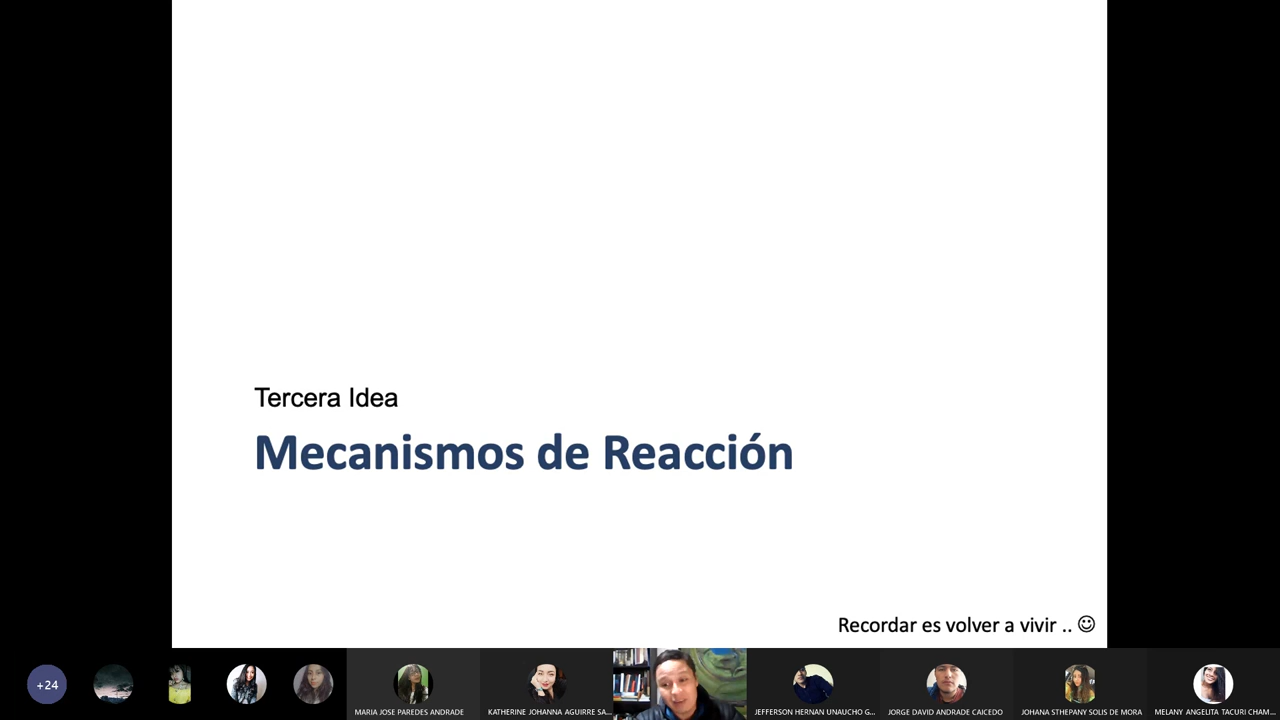 Tercera Idea
Mecanismos de Reacción
Recordar es volver a vivir .. ☺
+24
MARIA JOSE PAREDES ANDRADE
KATHERINE JOHANNA AGUIRRE SA...
JEFFERSON HERNAN UNAUCHO G...
JORGE DAVID ANDRADE CAICEDO
JOHANA STHEPANY SOLIS DE MORA
MELANY ANGELITA TACURI CHAM...